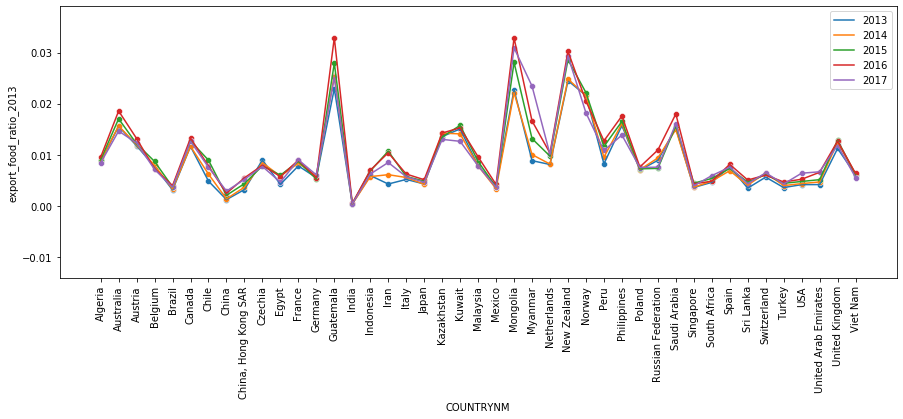 2013
2014
2015
2016
2017
0.03
0.02
0.01
0.00
−0.01
export_food_ratio_2013
Algeria
Australia
Austria
Belgium
Brazil
Canada
Chile
China
China, Hong Kong SAR
Czechia
Egypt
France
Germany
Guatemala
India
Indonesia
Iran
Italy
Japan
Kazakhstan
Kuwait
Malaysia
Mexico
Mongolia
Myanmar
Netherlands
New Zealand
Norway
Peru
Philippines
Poland
Russian Federation
Saudi Arabia
Singapore
South Africa
Spain
Sri Lanka
Switzerland
Turkey
USA
United Arab Emirates
United Kingdom
Viet Nam
COUNTRYNM